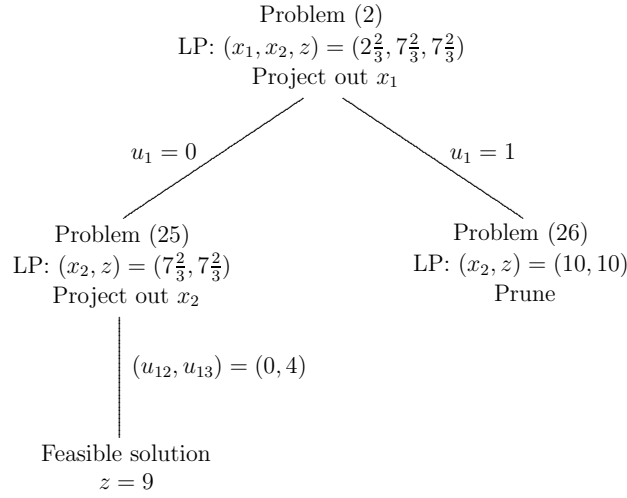 Problem (2)
LP: (x₁, x₂, z) = (2⅔, 7⅔, 7⅔)
Project out x₁
u₁ = 0
u₁ = 1
Problem (25)
LP: (x₂, z) = (7⅔, 7⅔)
Project out x₂
Problem (26)
LP: (x₂, z) = (10, 10)
Prune
(u₁₂, u₁₃) = (0, 4)
Feasible solution
z = 9